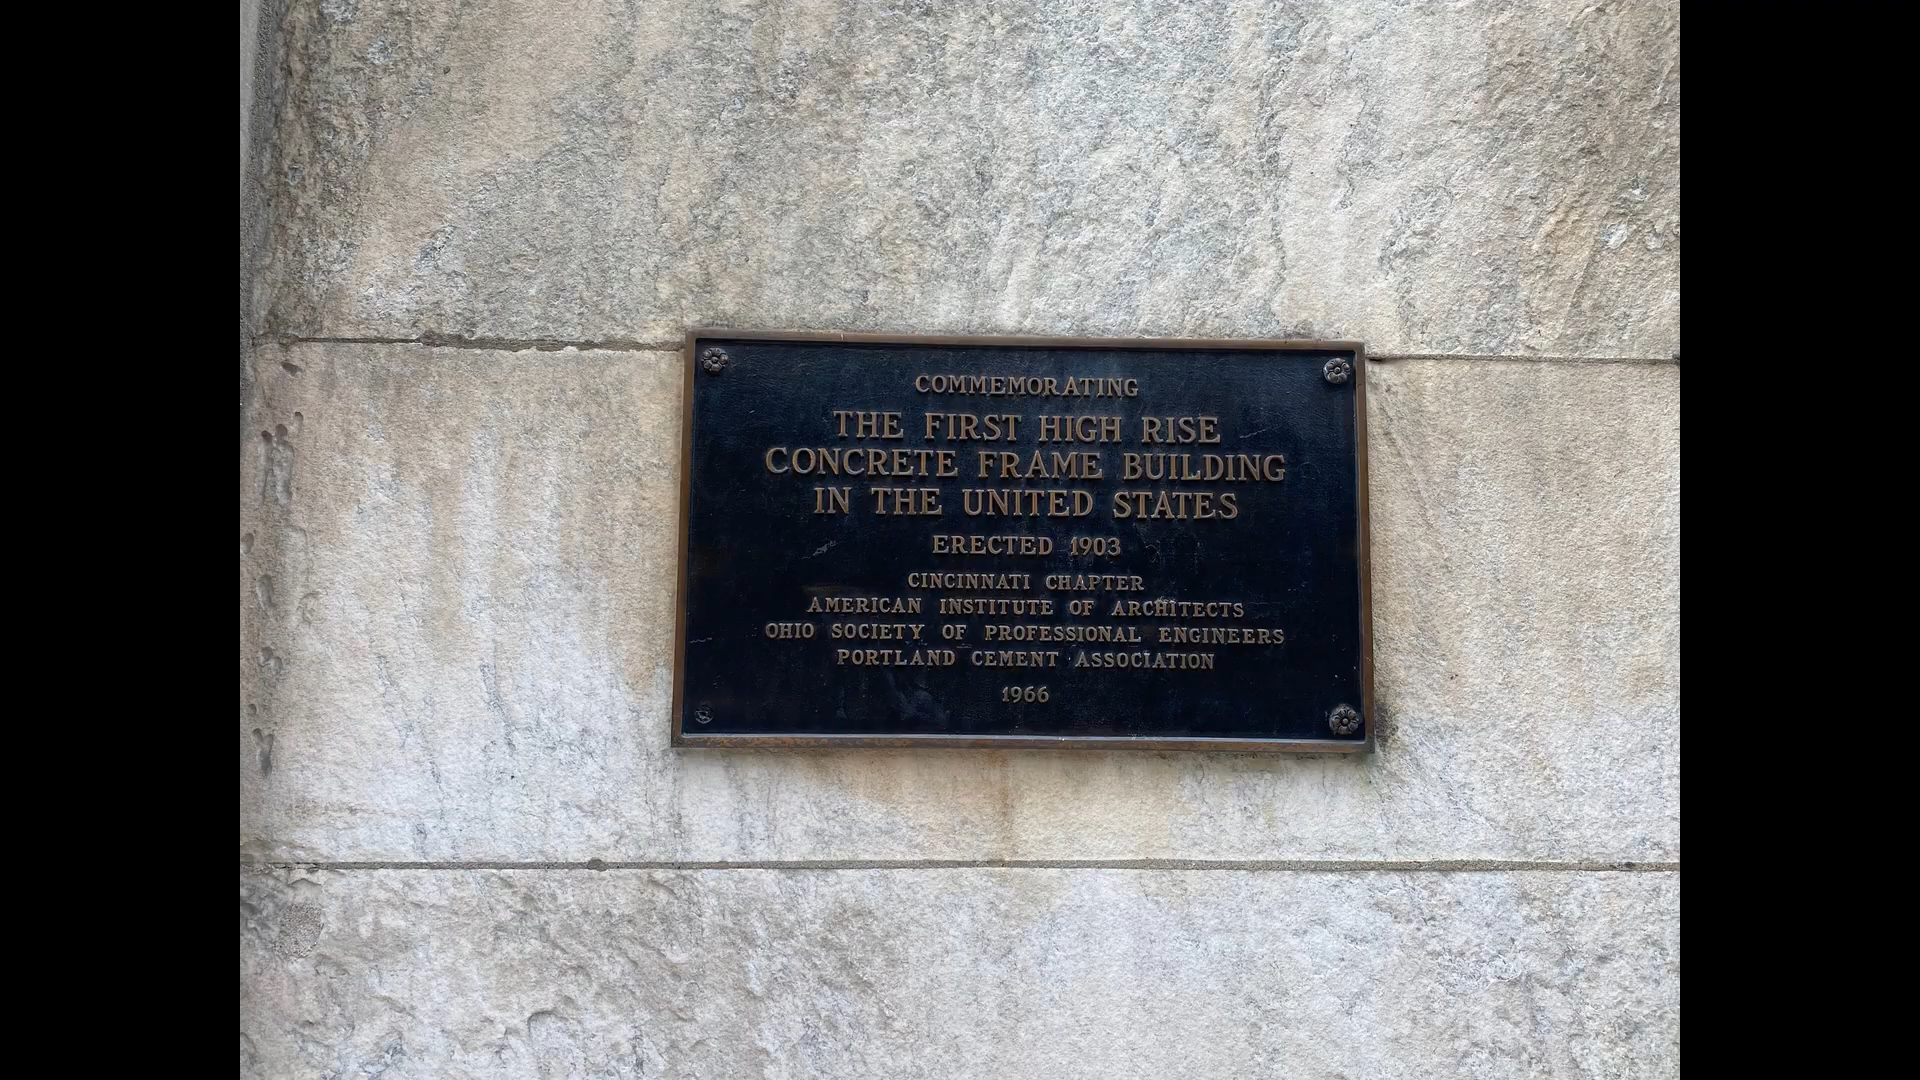 COMMEMORATING
THE FIRST HIGH RISE
CONCRETE FRAME BUILDING
IN THE UNITED STATES
ERECTED 1903
CINCINNATI CHAPTER
AMERICAN INSTITUTE OF ARCHITECTS
OHIO SOCIETY OF PROFESSIONAL ENGINEERS
PORTLAND CEMENT ASSOCIATION
1966